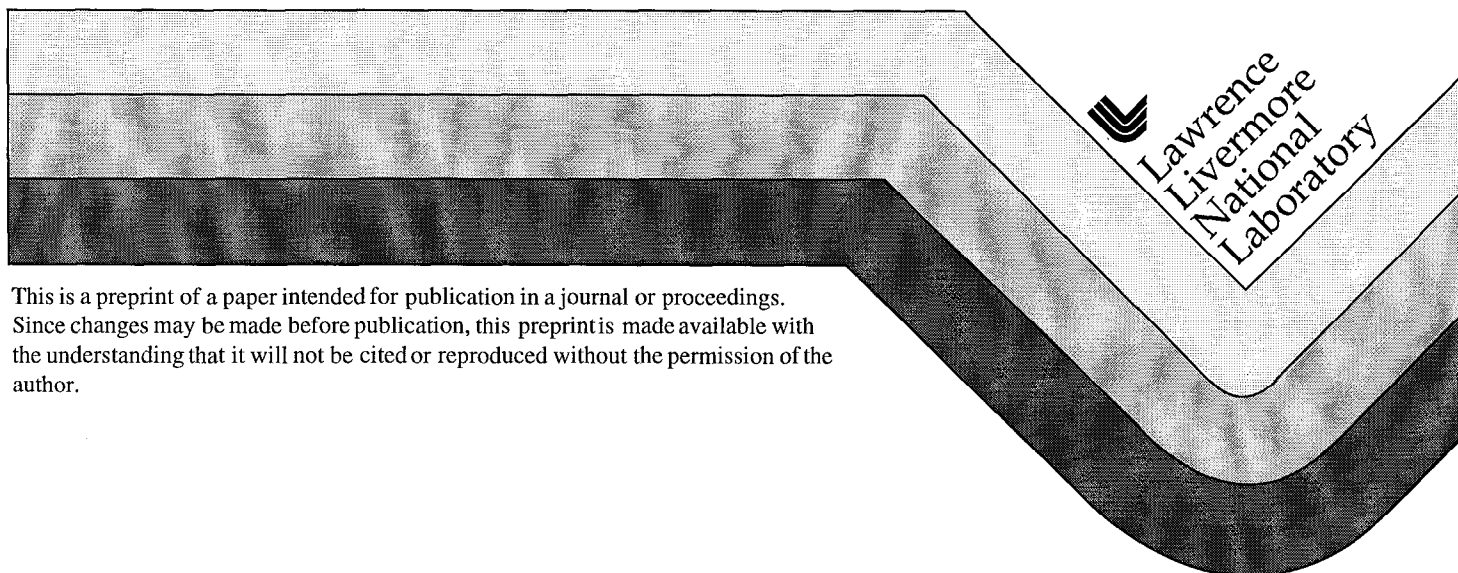 Lawrence
Livermore
National
Laboratory
This is a preprint of a paper intended for publication in a journal or proceedings.
Since changes may be made before publication, this preprint is made available with
the understanding that it will not be cited or reproduced without the permission of the
author.